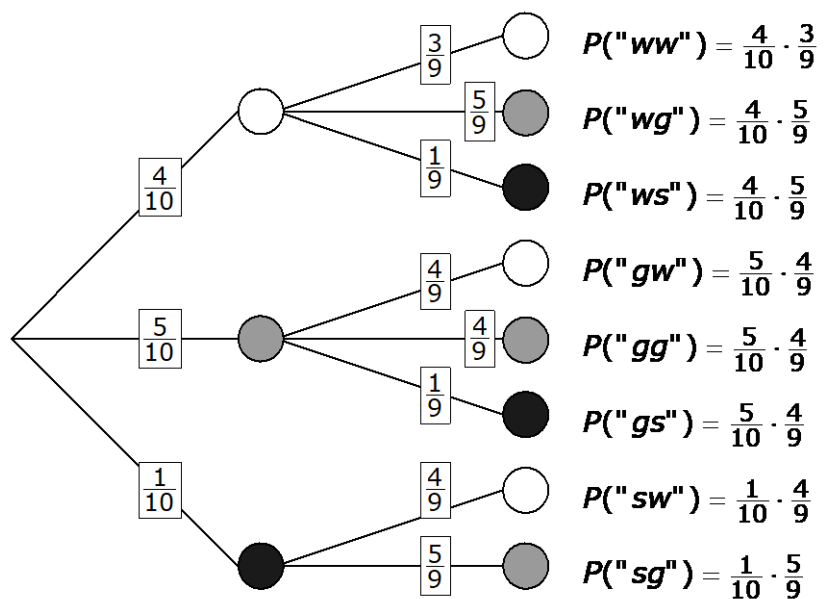 3/9
P("ww") = 4/10 · 3/9
5/9
P("wg") = 4/10 · 5/9
4/10
1/9
P("ws") = 4/10 · 5/9
4/9
P("gw") = 5/10 · 4/9
5/10
4/9
P("gg") = 5/10 · 4/9
1/9
P("gs") = 5/10 · 4/9
1/10
4/9
P("sw") = 1/10 · 4/9
5/9
P("sg") = 1/10 · 5/9